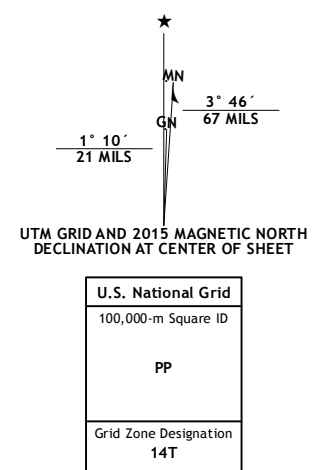 ★
MN
3° 46´
67 MILS
GN
1° 10´
21 MILS
UTM GRID AND 2015 MAGNETIC NORTH
DECLINATION AT CENTER OF SHEET
U.S. National Grid
100,000-m Square ID
PP
Grid Zone Designation
14T